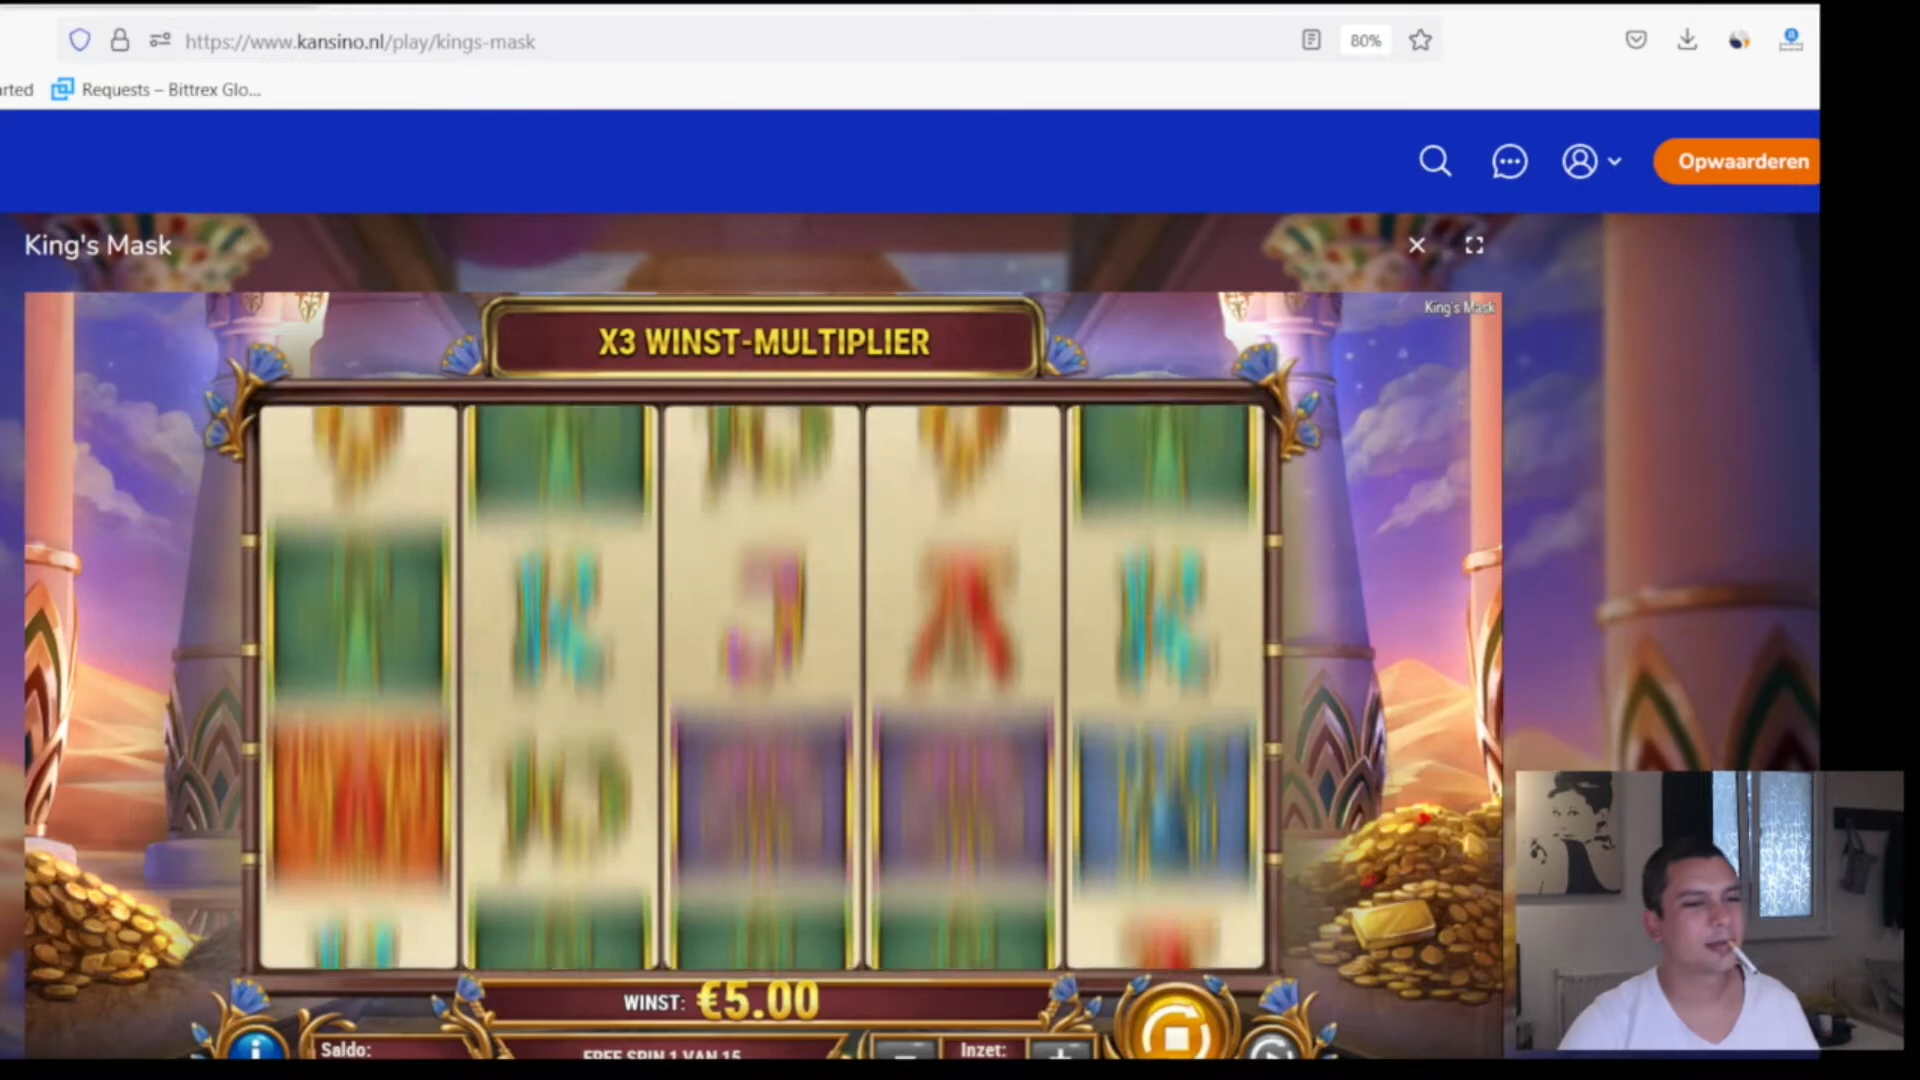 https://www.kansino.nl/play/kings-mask
80%
arted
Requests – Bittrex Glo...
Opwaarderen
King's Mask
King's Mask
X3 WINST-MULTIPLIER
K J A K
WINST: €5.00
Saldo:
FREE SPIN 1 VAN 15
Inzet: